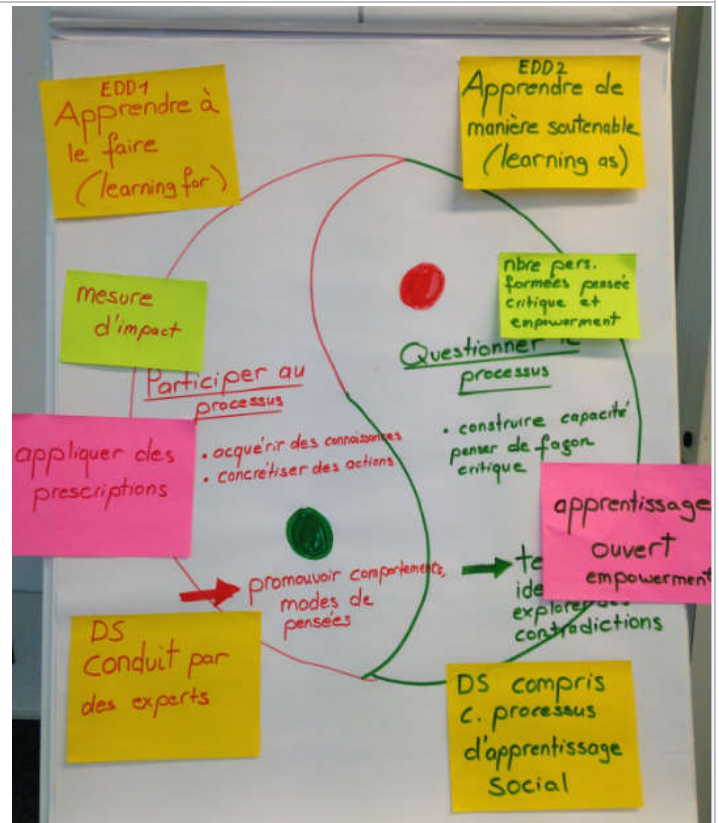 EDD1
Apprendre à
le faire
(learning for)
EDD2
Apprendre de
manière soutenable
(learning as)
mesure
d'impact
nbre pers.
formées pensée
critique et
empowerment
Participer au
processus
• acquérir des connaissances
• concrétiser des actions
Questionner le
processus
• construire capacité
penser de façon
critique
appliquer des
prescriptions
apprentissage
ouvert
empowerment
promouvoir comportements,
modes de
pensées
explorer
contradictions
DS
conduit par
des experts
DS compris
c. processus
d'apprentissage
social